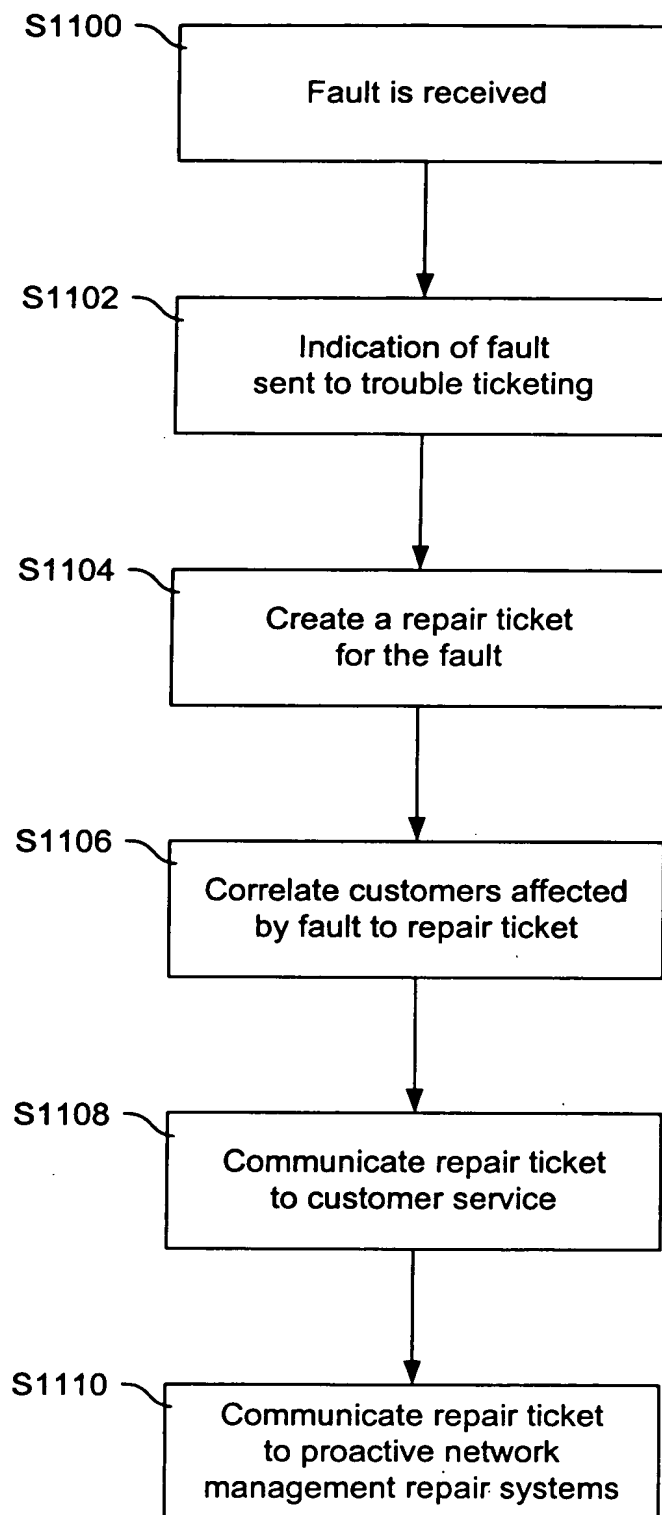 S1100
Fault is received
S1102
Indication of fault
sent to trouble ticketing
S1104
Create a repair ticket
for the fault
S1106
Correlate customers affected
by fault to repair ticket
S1108
Communicate repair ticket
to customer service
S1110
Communicate repair ticket
to proactive network
management repair systems